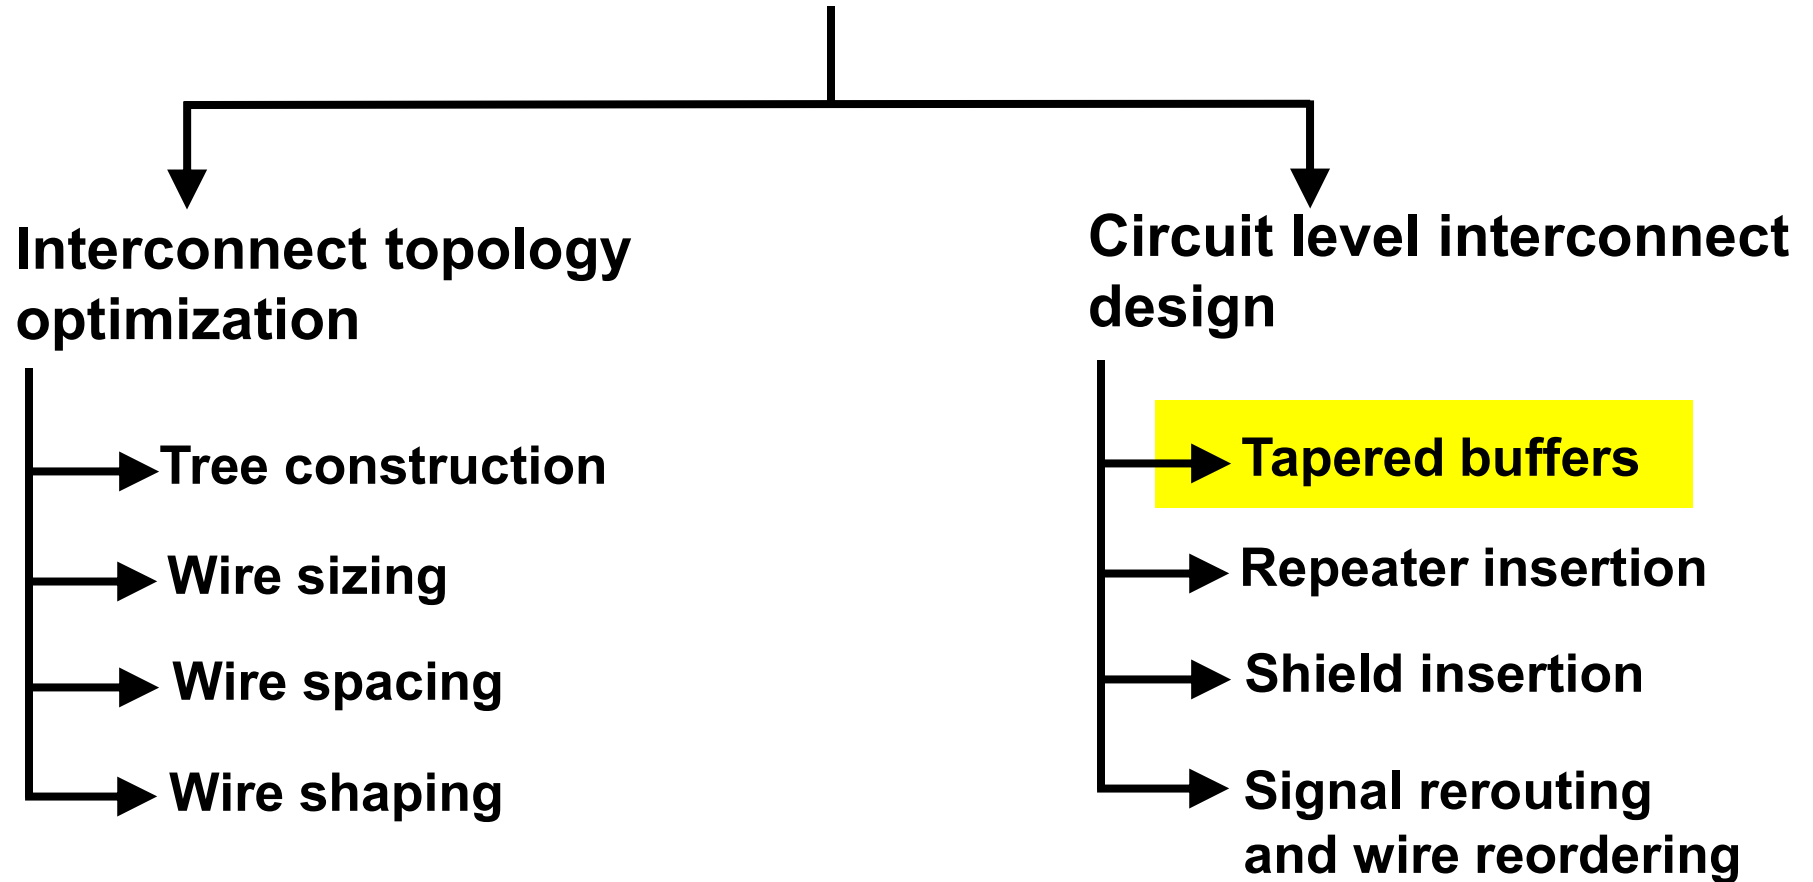 Interconnect topology
optimization
Tree construction
Wire sizing
Wire spacing
Wire shaping
Circuit level interconnect
design
Tapered buffers
Repeater insertion
Shield insertion
Signal rerouting
and wire reordering